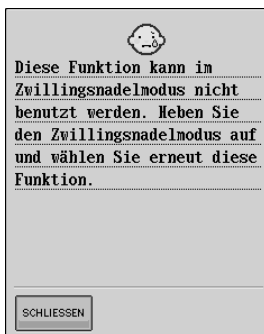 Diese Funktion kann im
Zwillingsnadelmodus nicht
benutzt werden. Heben Sie
den Zwillingsnadelmodus auf
und wählen Sie erneut diese
Funktion.
SCHLIESSEN